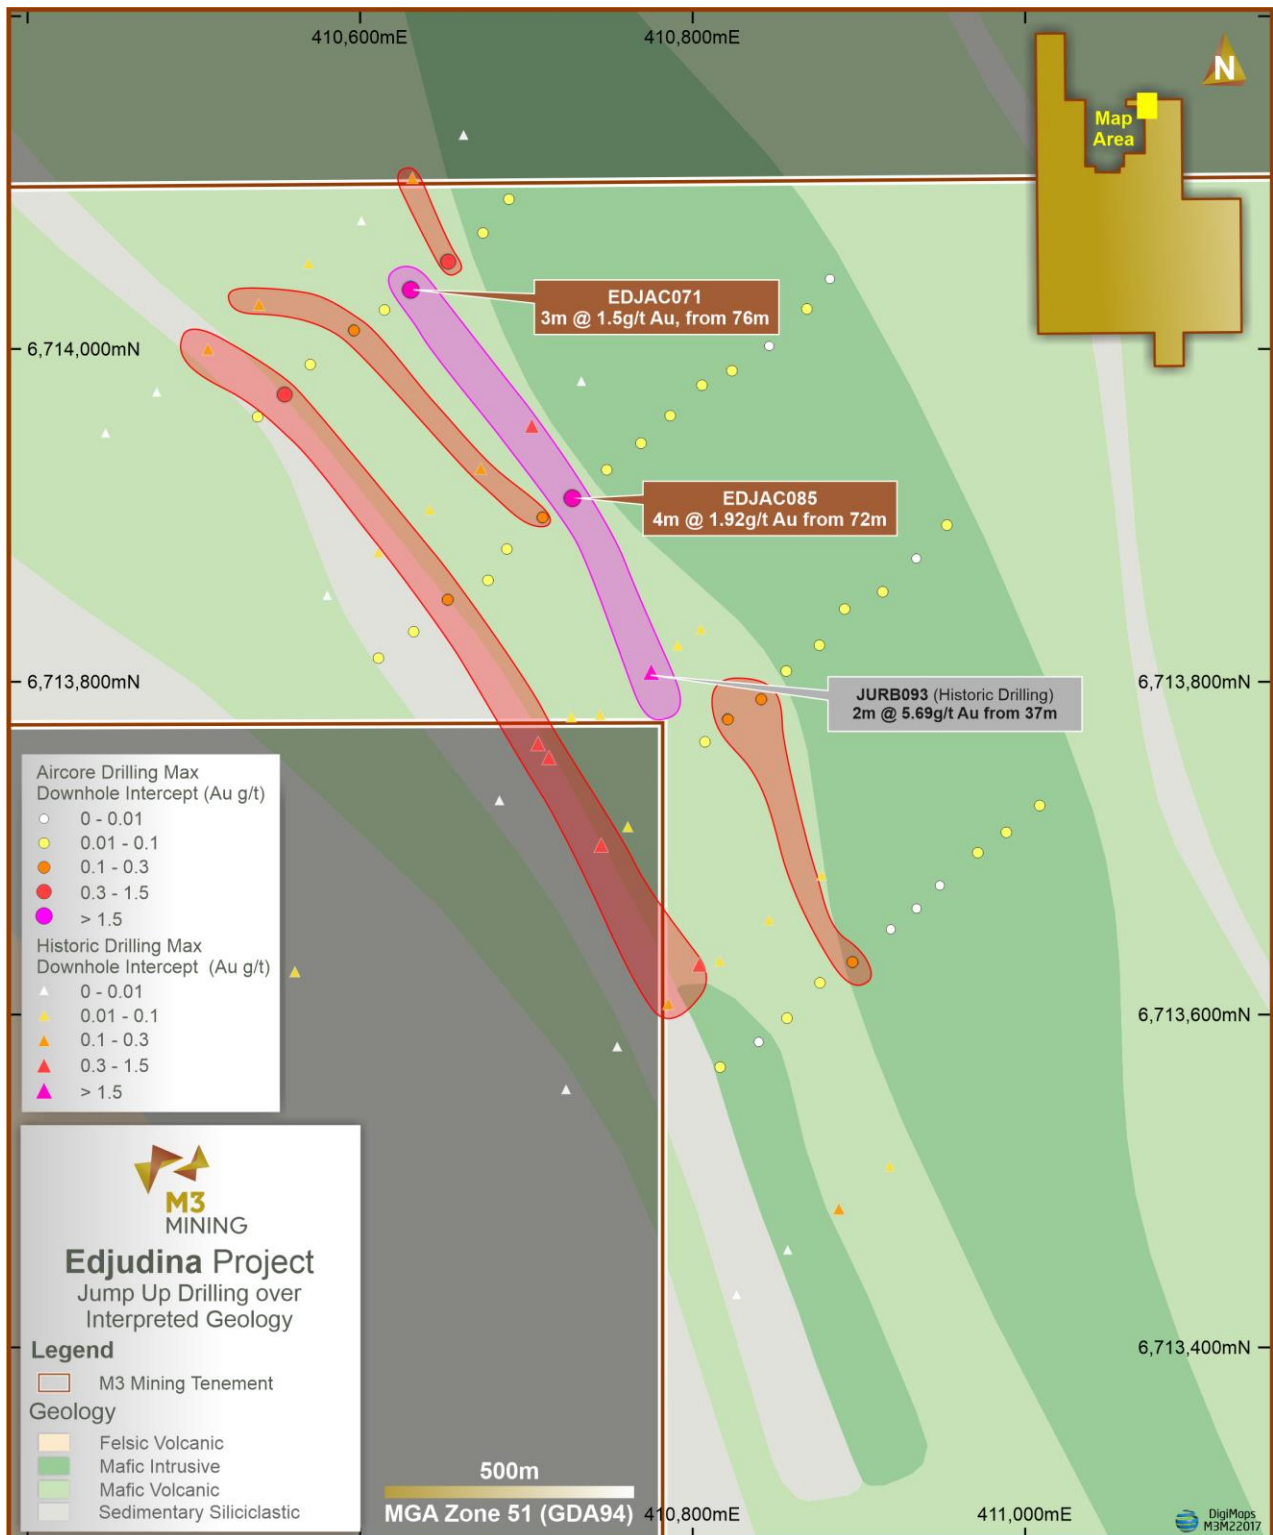 410,600mE
410,800mE
N
Map
Area
EDJAC071
3m @ 1.5g/t Au, from 76m
6,714,000mN
6,714,000mN
EDJAC085
4m @ 1.92g/t Au from 72m
6,713,800mN
6,713,800mN
JURB093 (Historic Drilling)
2m @ 5.69g/t Au from 37m
Aircore Drilling Max
Downhole Intercept (Au g/t)
0 - 0.01
0.01 - 0.1
0.1 - 0.3
0.3 - 1.5
> 1.5
Historic Drilling Max
Downhole Intercept (Au g/t)
0 - 0.01
0.01 - 0.1
0.1 - 0.3
0.3 - 1.5
> 1.5
6,713,600mN
M3
MINING
Edjudina Project
Jump Up Drilling over
Interpreted Geology
Legend
M3 Mining Tenement
Geology
Felsic Volcanic
Mafic Intrusive
Mafic Volcanic
Sedimentary Siliciclastic
6,713,400mN
500m
MGA Zone 51 (GDA94)
410,800mE
411,000mE
DigiMaps
M3M22017